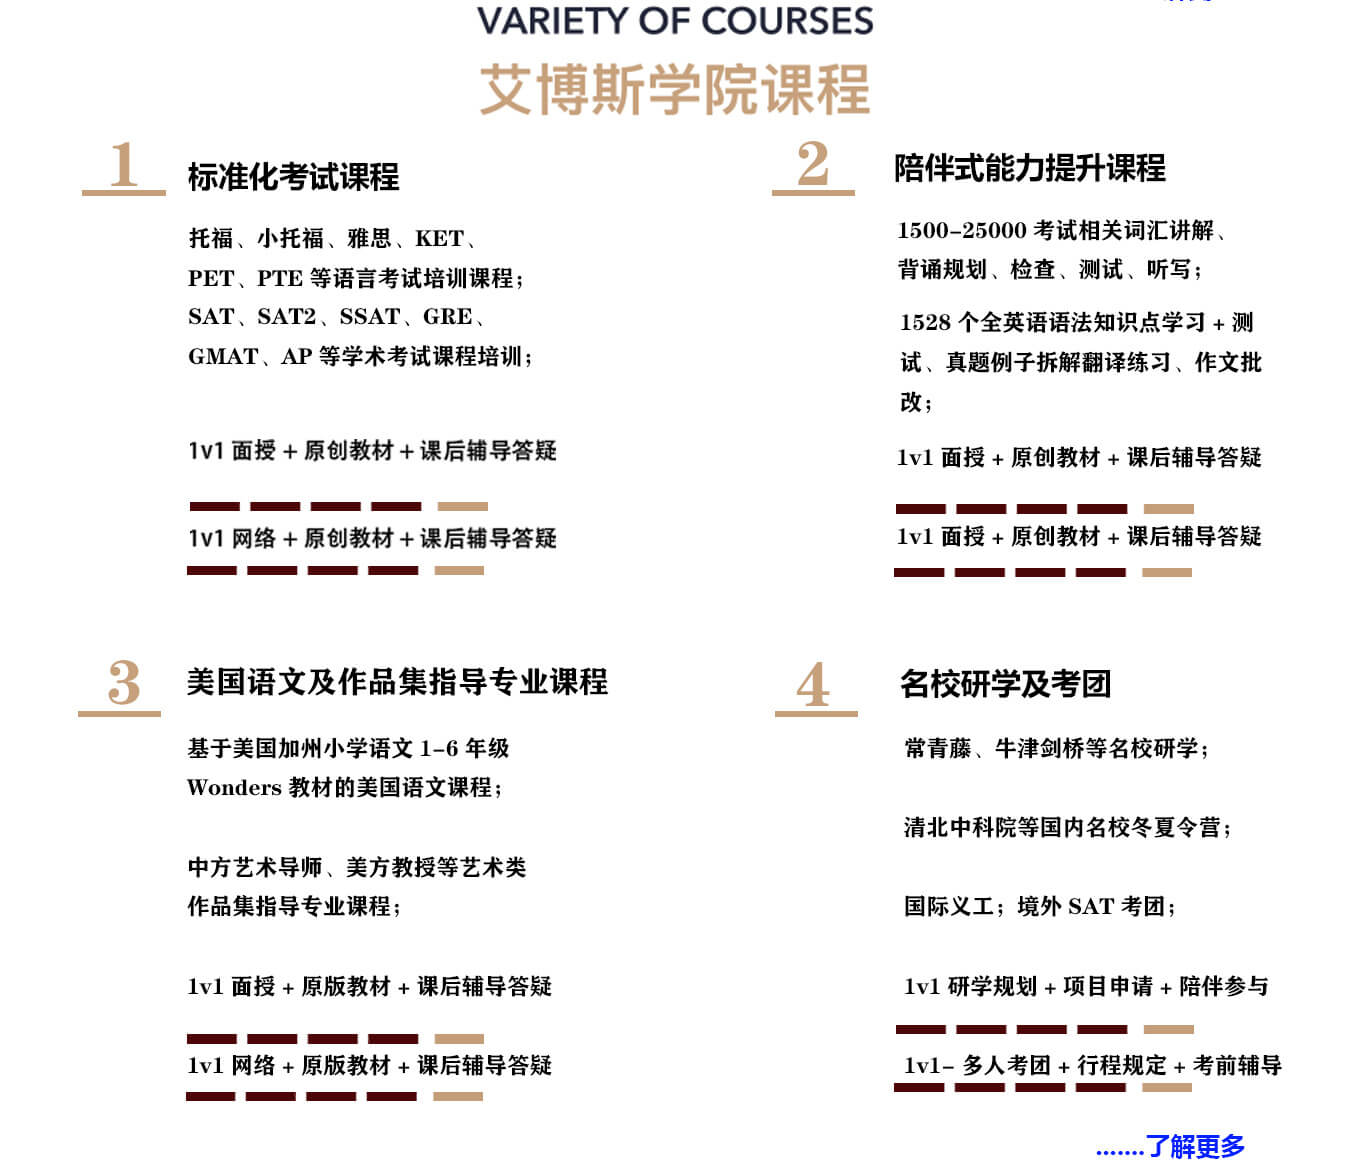 VARIETY OF COURSES
艾博斯学院课程
1
标准化考试课程
托福、小托福、雅思、KET、
PET、PTE 等语言考试培训课程；
SAT、SAT2、SSAT、GRE、
GMAT、AP 等学术考试课程培训；
1v1 面授 + 原创教材 + 课后辅导答疑
1v1 网络 + 原创教材 + 课后辅导答疑
2
陪伴式能力提升课程
1500-25000 考试相关词汇讲解、
背诵规划、检查、测试、听写；
1528 个全英语语法知识点学习 + 测
试、真题例子拆解翻译练习、作文批
改；
1v1 面授 + 原创教材 + 课后辅导答疑
1v1 面授 + 原创教材 + 课后辅导答疑
3
美国语文及作品集指导专业课程
基于美国加州小学语文 1-6 年级
Wonders 教材的美国语文课程；
中方艺术导师、美方教授等艺术类
作品集指导专业课程；
1v1 面授 + 原版教材 + 课后辅导答疑
1v1 网络 + 原版教材 + 课后辅导答疑
4
名校研学及考团
常青藤、牛津剑桥等名校研学；
清北中科院等国内名校冬夏令营；
国际义工；境外 SAT 考团；
1v1 研学规划 + 项目申请 + 陪伴参与
1v1- 多人考团 + 行程规定 + 考前辅导
.......了解更多